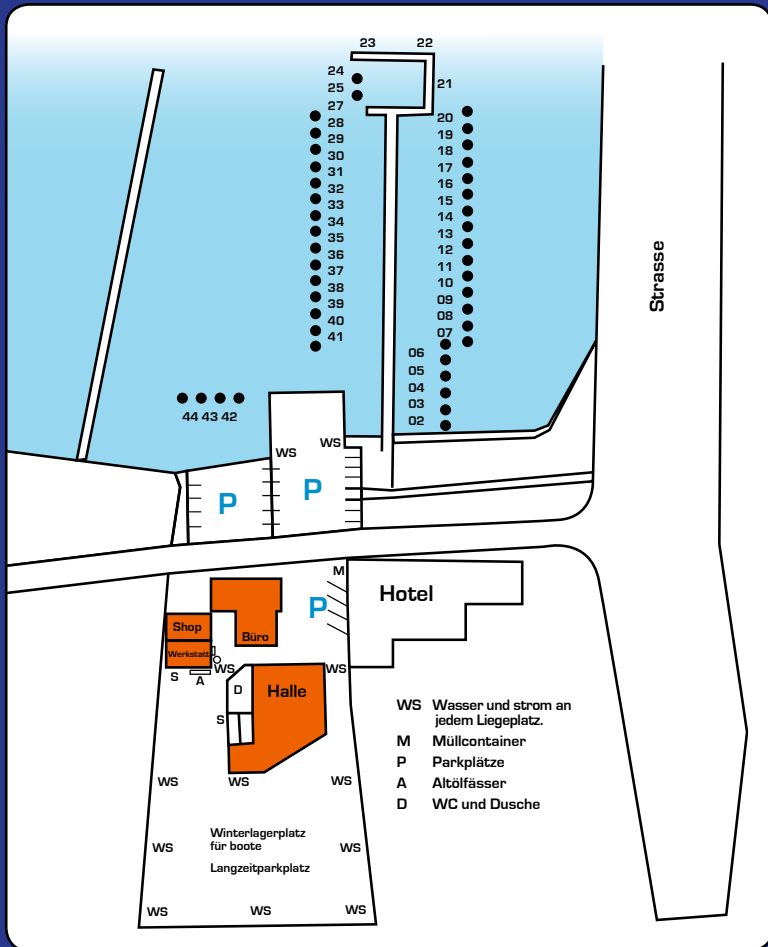 23 22
24
25
21
27
20
28
19
29
18
30
17
31
16
32
15
33
14
34
13
35
12
36
11
37
10
38
09
39
08
40
07
41
06
05
04
03
02
44 43 42
Strasse
WS
WS
P
P
M
P
Hotel
Shop
Büro
Werkstatt
WS
WS
S
A
D
Halle
S
WS
WS
WS
WS Wasser und strom an
jedem Liegeplatz.
M Müllcontainer
P Parkplätze
A Altölfässer
D WC und Dusche
Winterlagerplatz
für boote
Langzeitparkplatz
WS
WS
WS
WS
WS